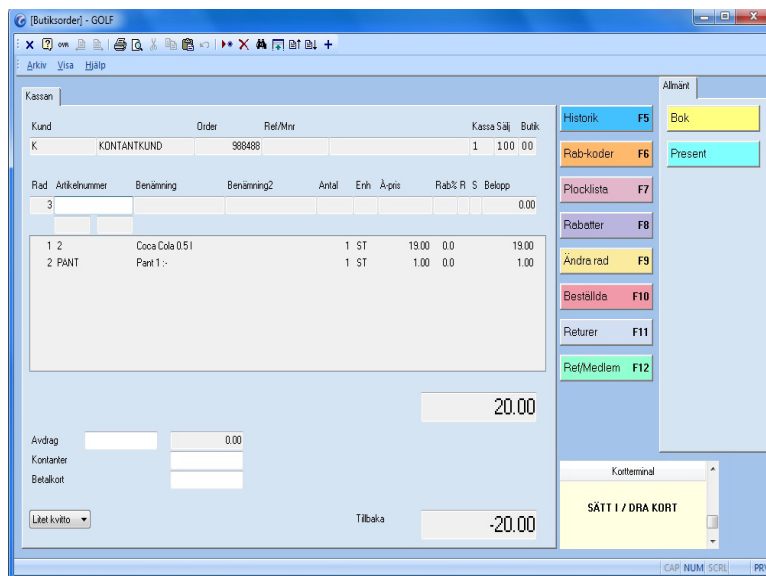 [Butiksorder] - GOLF
OVR
Arkiv Visa Hjälp
Kassan
Kund Order Ref/Mnr Kassa Sälj Butik
K KONTANTKUND 988488 1 100 00
Rad Artikelnummer Benämning Benämning2 Antal Enh À-pris Rab% R S Belopp
3 0.00
1 2 Coca Cola 0.5 l 1 ST 19.00 0.0 19.00
2 PANT Pant 1 :- 1 ST 1.00 0.0 1.00
20.00
Avdrag 0.00
Kontanter
Betalkort
Litet kvitto Tillbaka -20.00
Historik F5
Rab-koder F6
Plocklista F7
Rabatter F8
Ändra rad F9
Beställda F10
Returer F11
Ref/Medlem F12
Allmänt
Bok
Present
Kortterminal
SÄTT I / DRA KORT
CAP NUM SCRL PRV